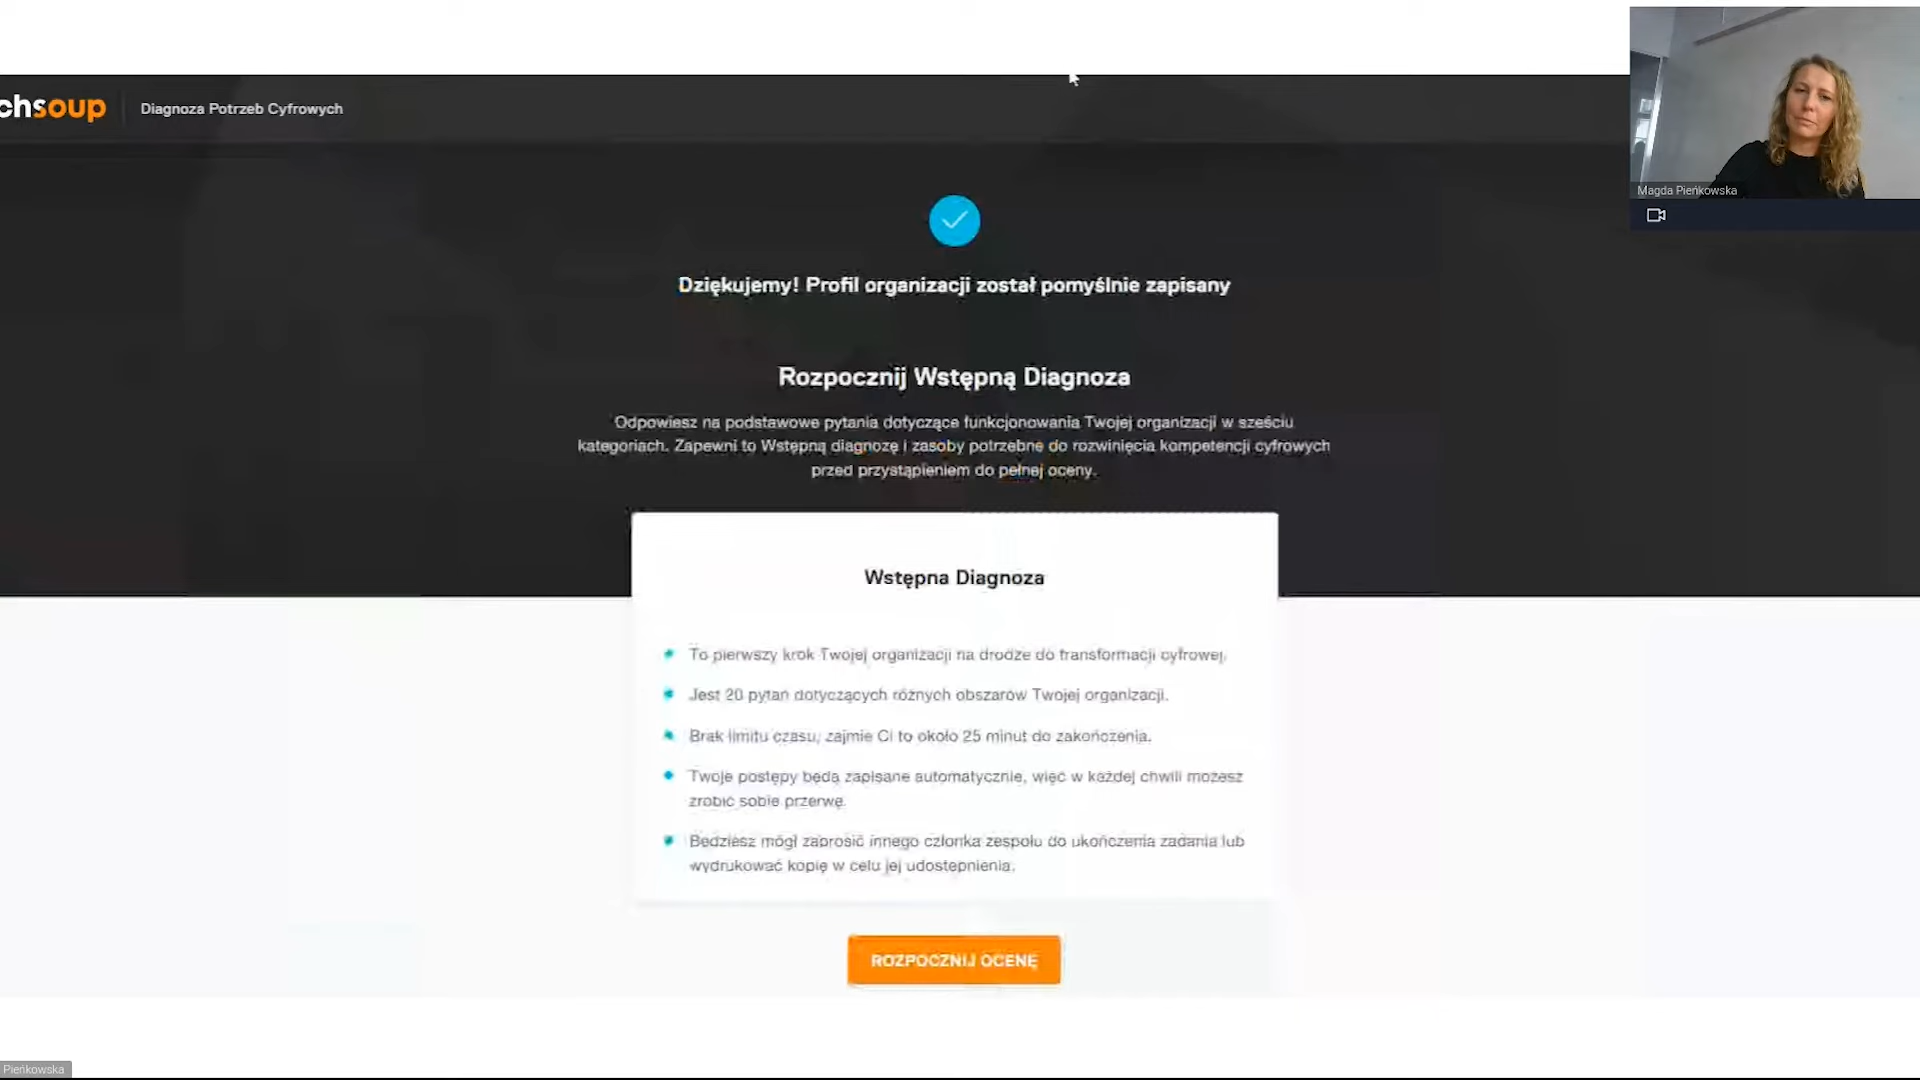 chsoup
Diagnoza Potrzeb Cyfrowych
Magda Pieńkowska
Dziękujemy! Profil organizacji został pomyślnie zapisany
Rozpocznij Wstępną Diagnoza
Odpowiesz na podstawowe pytania dotyczące funkcjonowania Twojej organizacji w sześciu
kategoriach. Zapewni to Wstępną diagnozę i zasoby potrzebne do rozwinięcia kompetencji cyfrowych
przed przystąpieniem do pełnej oceny.
Wstępna Diagnoza
To pierwszy krok Twojej organizacji na drodze do transformacji cyfrowej.
Jest 20 pytań dotyczących różnych obszarów Twojej organizacji.
Brak limitu czasu, zajmie Ci to około 25 minut do zakończenia.
Twoje postępy będą zapisane automatycznie, więc w każdej chwili możesz
zrobić sobie przerwę.
Będziesz mógł zaprosić innego członka zespołu do ukończenia zadania lub
wydrukować kopię w celu jej udostępnienia.
ROZPOCZNIJ OCENĘ
Pieńkowska